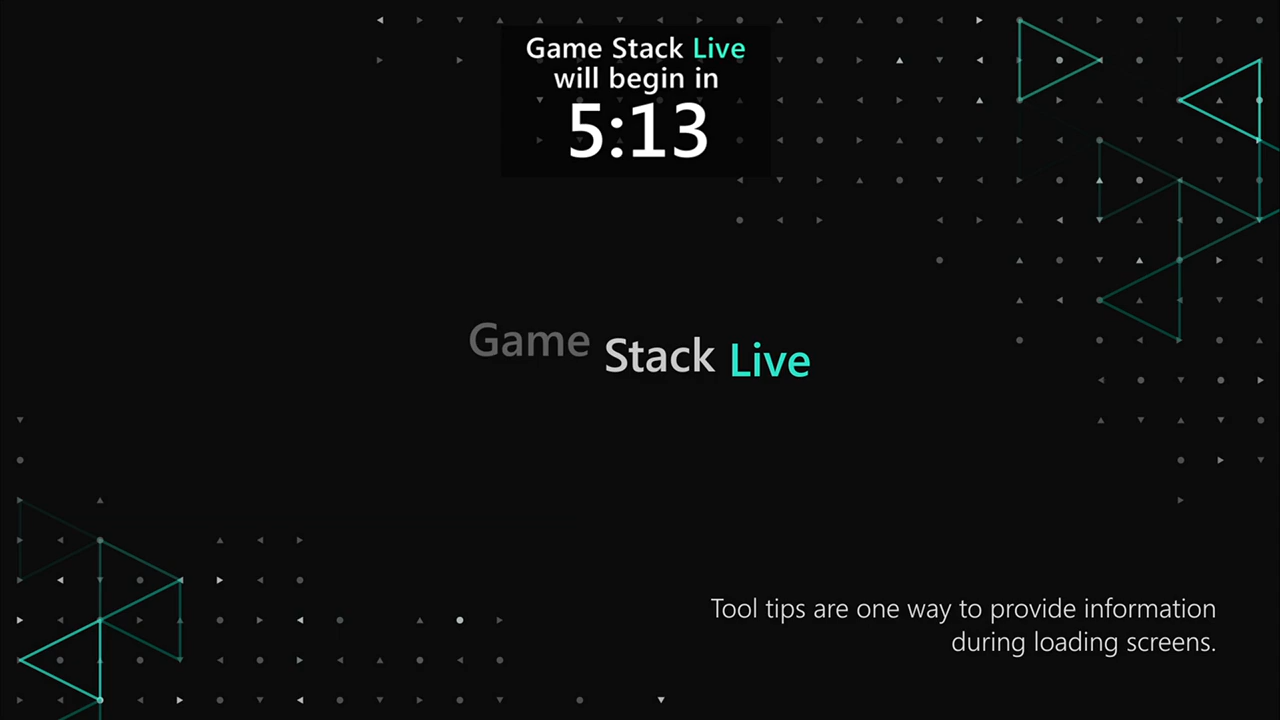 Game Stack Live
will begin in
5:13
Game Stack Live
Tool tips are one way to provide information
during loading screens.